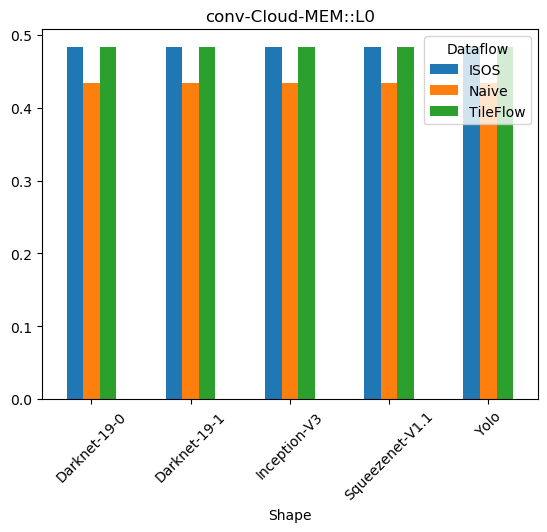 conv-Cloud-MEM::L0
0.5
0.4
0.3
0.2
0.1
0.0
Dataflow
ISOS
Naive
TileFlow
Darknet-19-0
Darknet-19-1
Inception-V3
Squeezenet-V1.1
Yolo
Shape